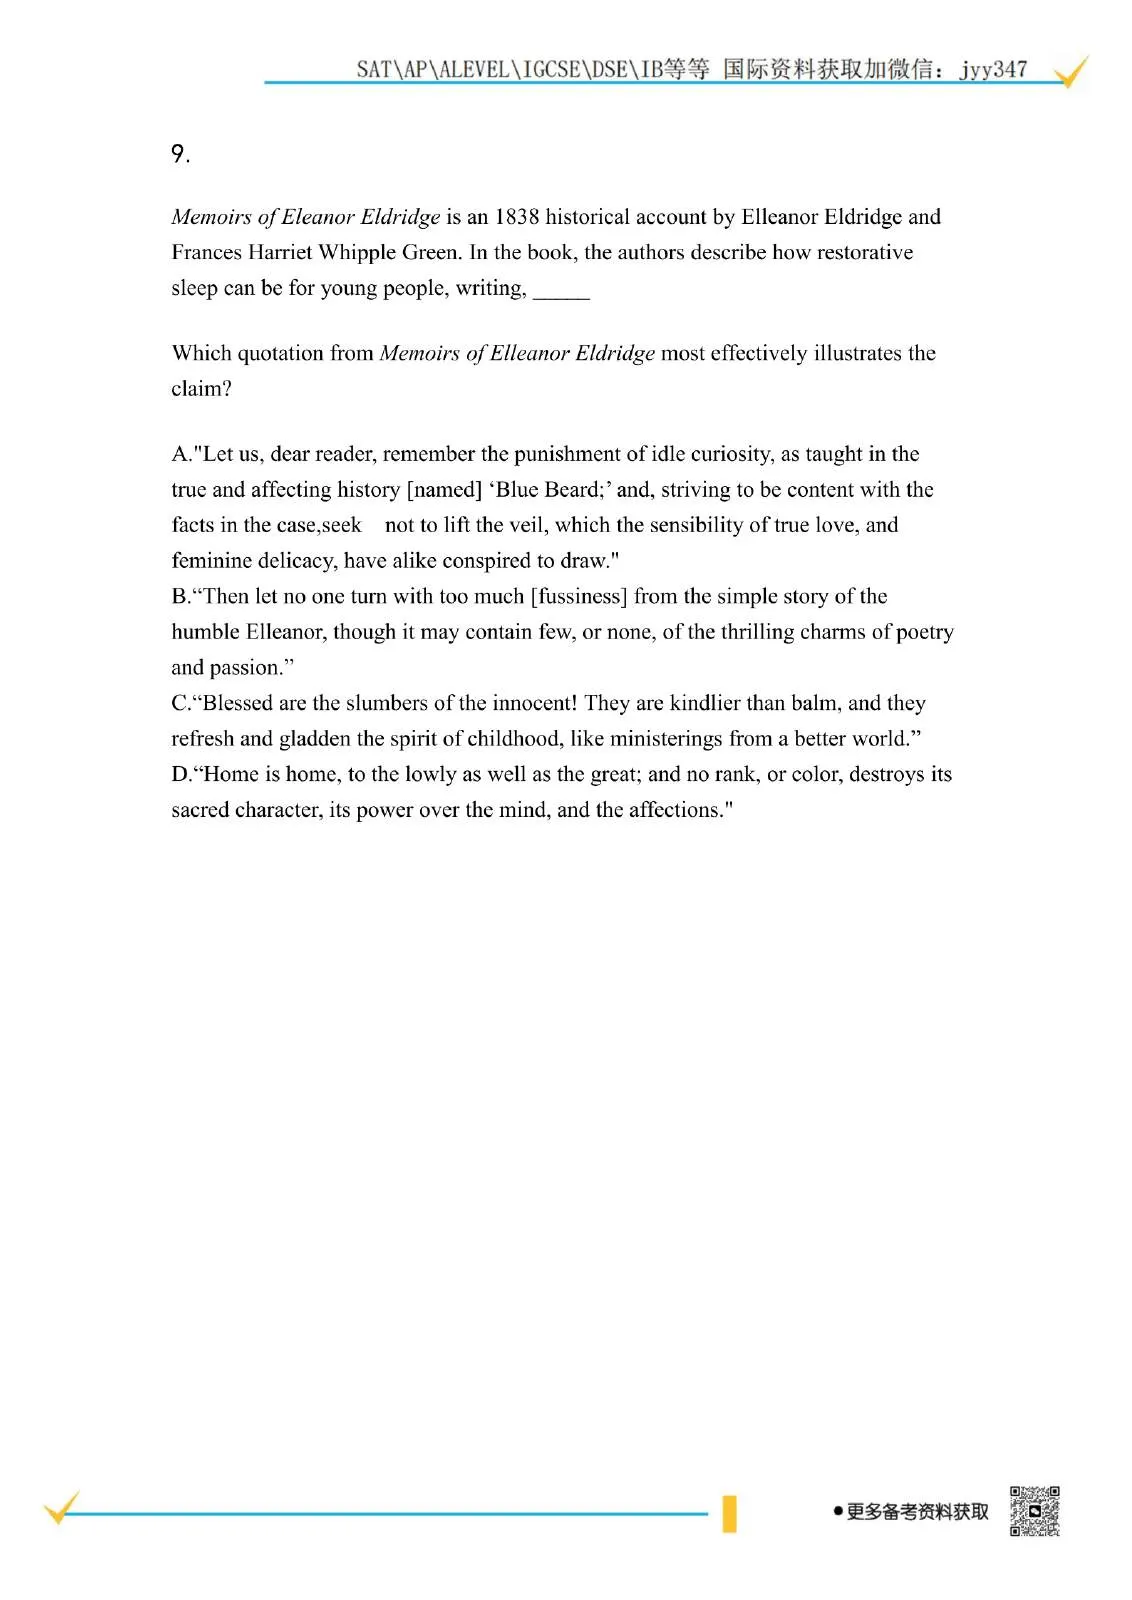 SAT\AP\ALEVEL\IGCSE\DSE\IB等等 国际资料获取加微信：jyy347
9.
Memoirs of Eleanor Eldridge is an 1838 historical account by Elleanor Eldridge and
Frances Harriet Whipple Green. In the book, the authors describe how restorative
sleep can be for young people, writing, _____
Which quotation from Memoirs of Elleanor Eldridge most effectively illustrates the
claim?
A."Let us, dear reader, remember the punishment of idle curiosity, as taught in the
true and affecting history [named] ‘Blue Beard;’ and, striving to be content with the
facts in the case,seek not to lift the veil, which the sensibility of true love, and
feminine delicacy, have alike conspired to draw."
B.“Then let no one turn with too much [fussiness] from the simple story of the
humble Elleanor, though it may contain few, or none, of the thrilling charms of poetry
and passion.”
C.“Blessed are the slumbers of the innocent! They are kindlier than balm, and they
refresh and gladden the spirit of childhood, like ministerings from a better world.”
D.“Home is home, to the lowly as well as the great; and no rank, or color, destroys its
sacred character, its power over the mind, and the affections."
●更多备考资料获取